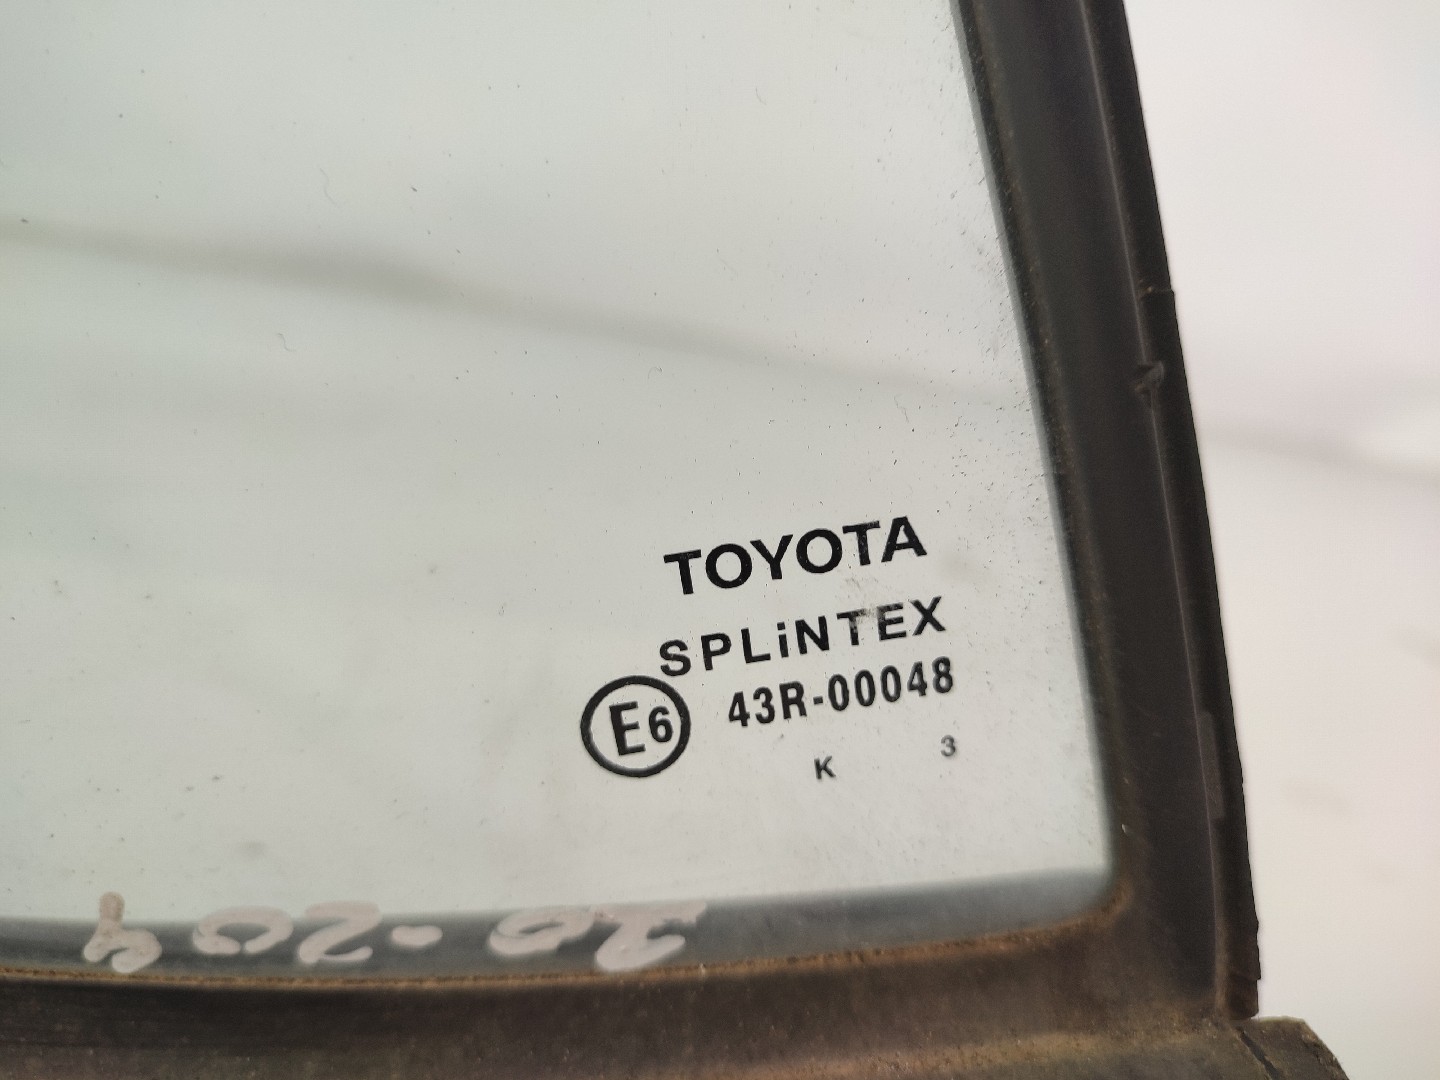 TOYOTA
SPLiNTEX
E6 43R-00048
K 3